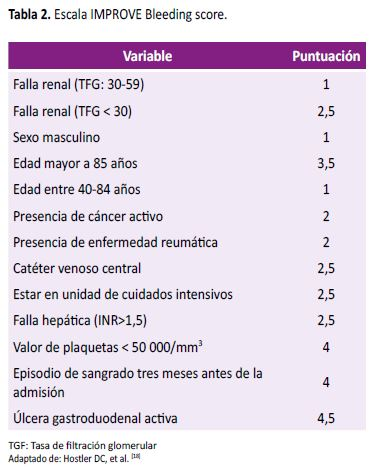 Tabla 2. Escala IMPROVE Bleeding score.
Variable Puntuación
Falla renal (TFG: 30-59) 1
Falla renal (TFG < 30) 2,5
Sexo masculino 1
Edad mayor a 85 años 3,5
Edad entre 40-84 años 1
Presencia de cáncer activo 2
Presencia de enfermedad reumática 2
Catéter venoso central 2,5
Estar en unidad de cuidados intensivos 2,5
Falla hepática (INR>1,5) 2,5
Valor de plaquetas < 50 000/mm³ 4
Episodio de sangrado tres meses antes de la
admisión 4
Úlcera gastroduodenal activa 4,5
TGF: Tasa de filtración glomerular
Adaptado de: Hostler DC, et al. [18]